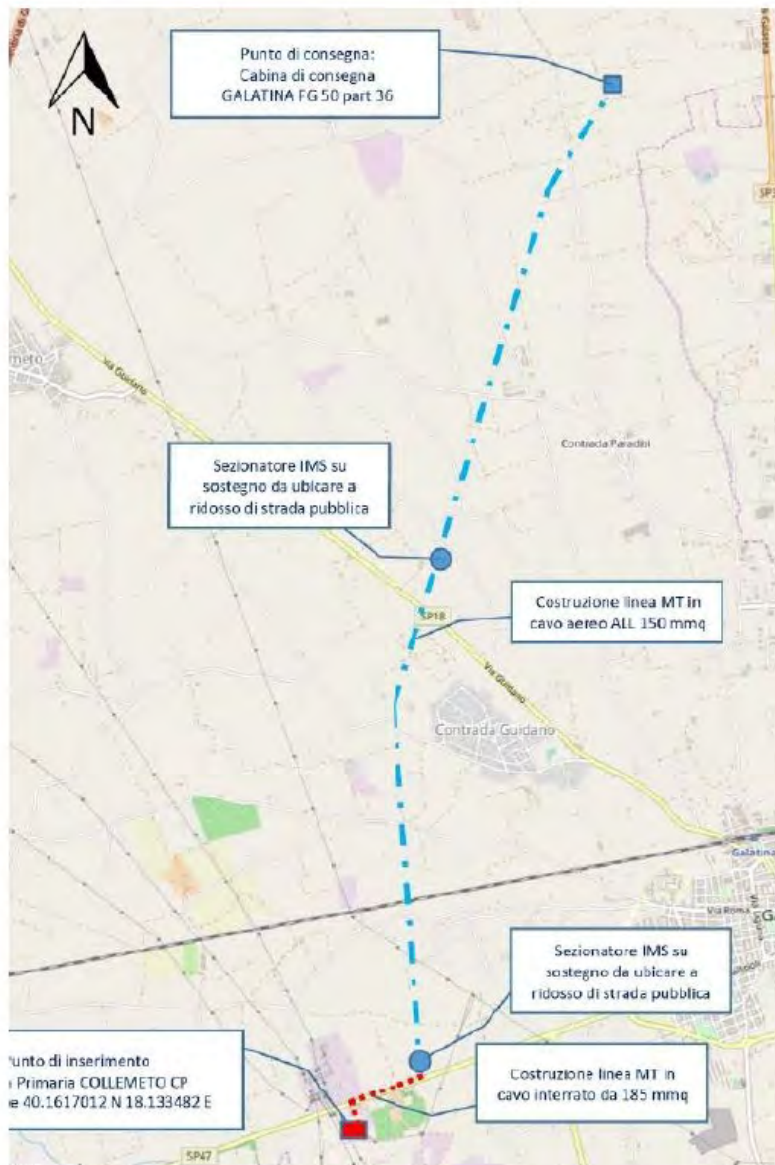 Punto di consegna:
Cabina di consegna
GALATINA FG 50 part 36
N
meto
Via Guidano
Contrada Paradisi
Sezionatore IMS su
sostegno da ubicare a
ridosso di strada pubblica
Costruzione linea MT in
cavo aereo ALL 150 mmq
SP18
Via Guidano
Contrada Guidano
Galatina
Via Roma
Ga
Sezionatore IMS su
sostegno da ubicare a
ridosso di strada pubblica
Punto di inserimento
Primaria COLLEMETO CP
e 40.1617012 N 18.133482 E
Costruzione linea MT in
cavo interrato da 185 mmq
SP47